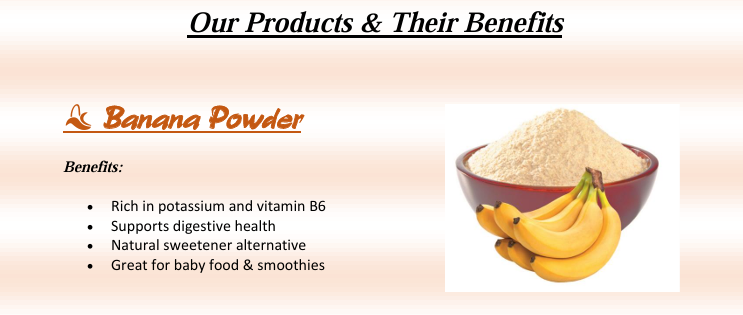 Our Products & Their Benefits
Banana Powder
Benefits:
• Rich in potassium and vitamin B6
• Supports digestive health
• Natural sweetener alternative
• Great for baby food & smoothies